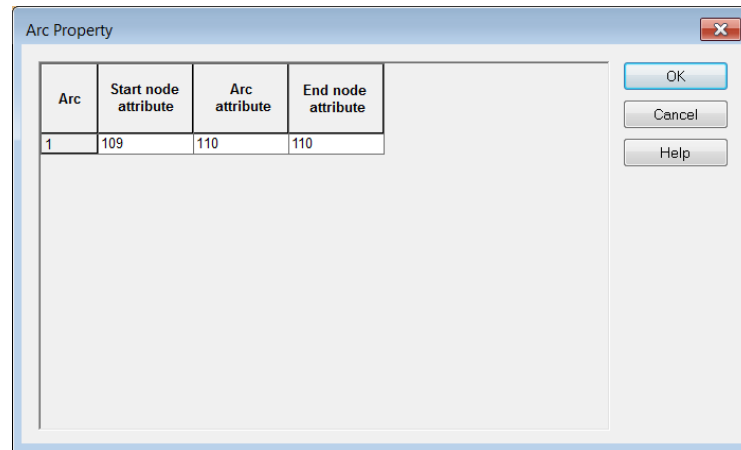 Arc Property
Arc Start node attribute Arc attribute End node attribute
1 109 110 110
OK
Cancel
Help